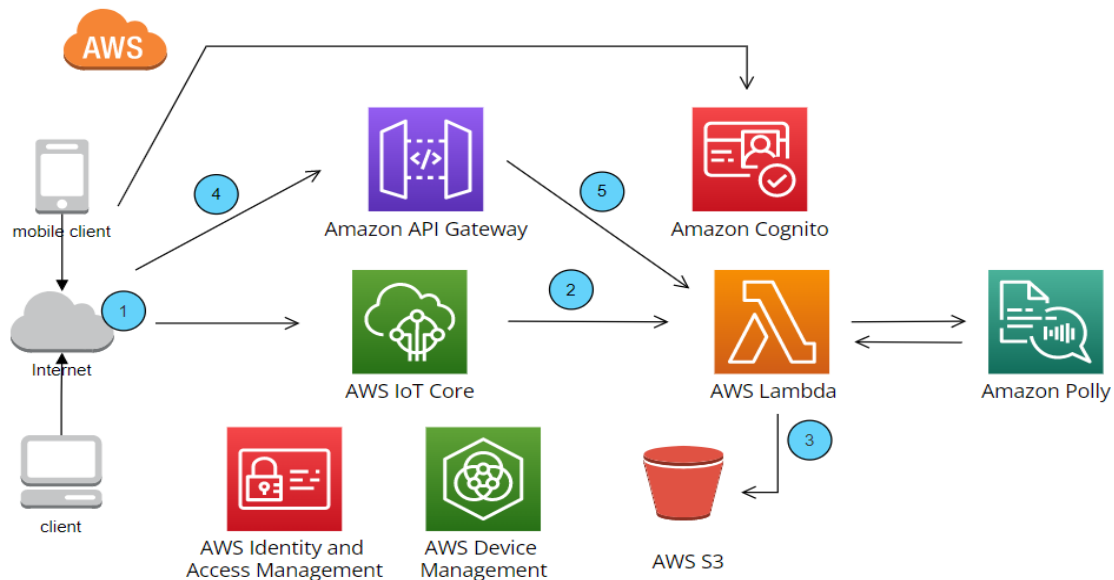 AWS
mobile client
4
5
Amazon API Gateway
Amazon Cognito
1
2
Internet
AWS IoT Core
AWS Lambda
Amazon Polly
3
client
AWS Identity and
Access Management
AWS Device
Management
AWS S3